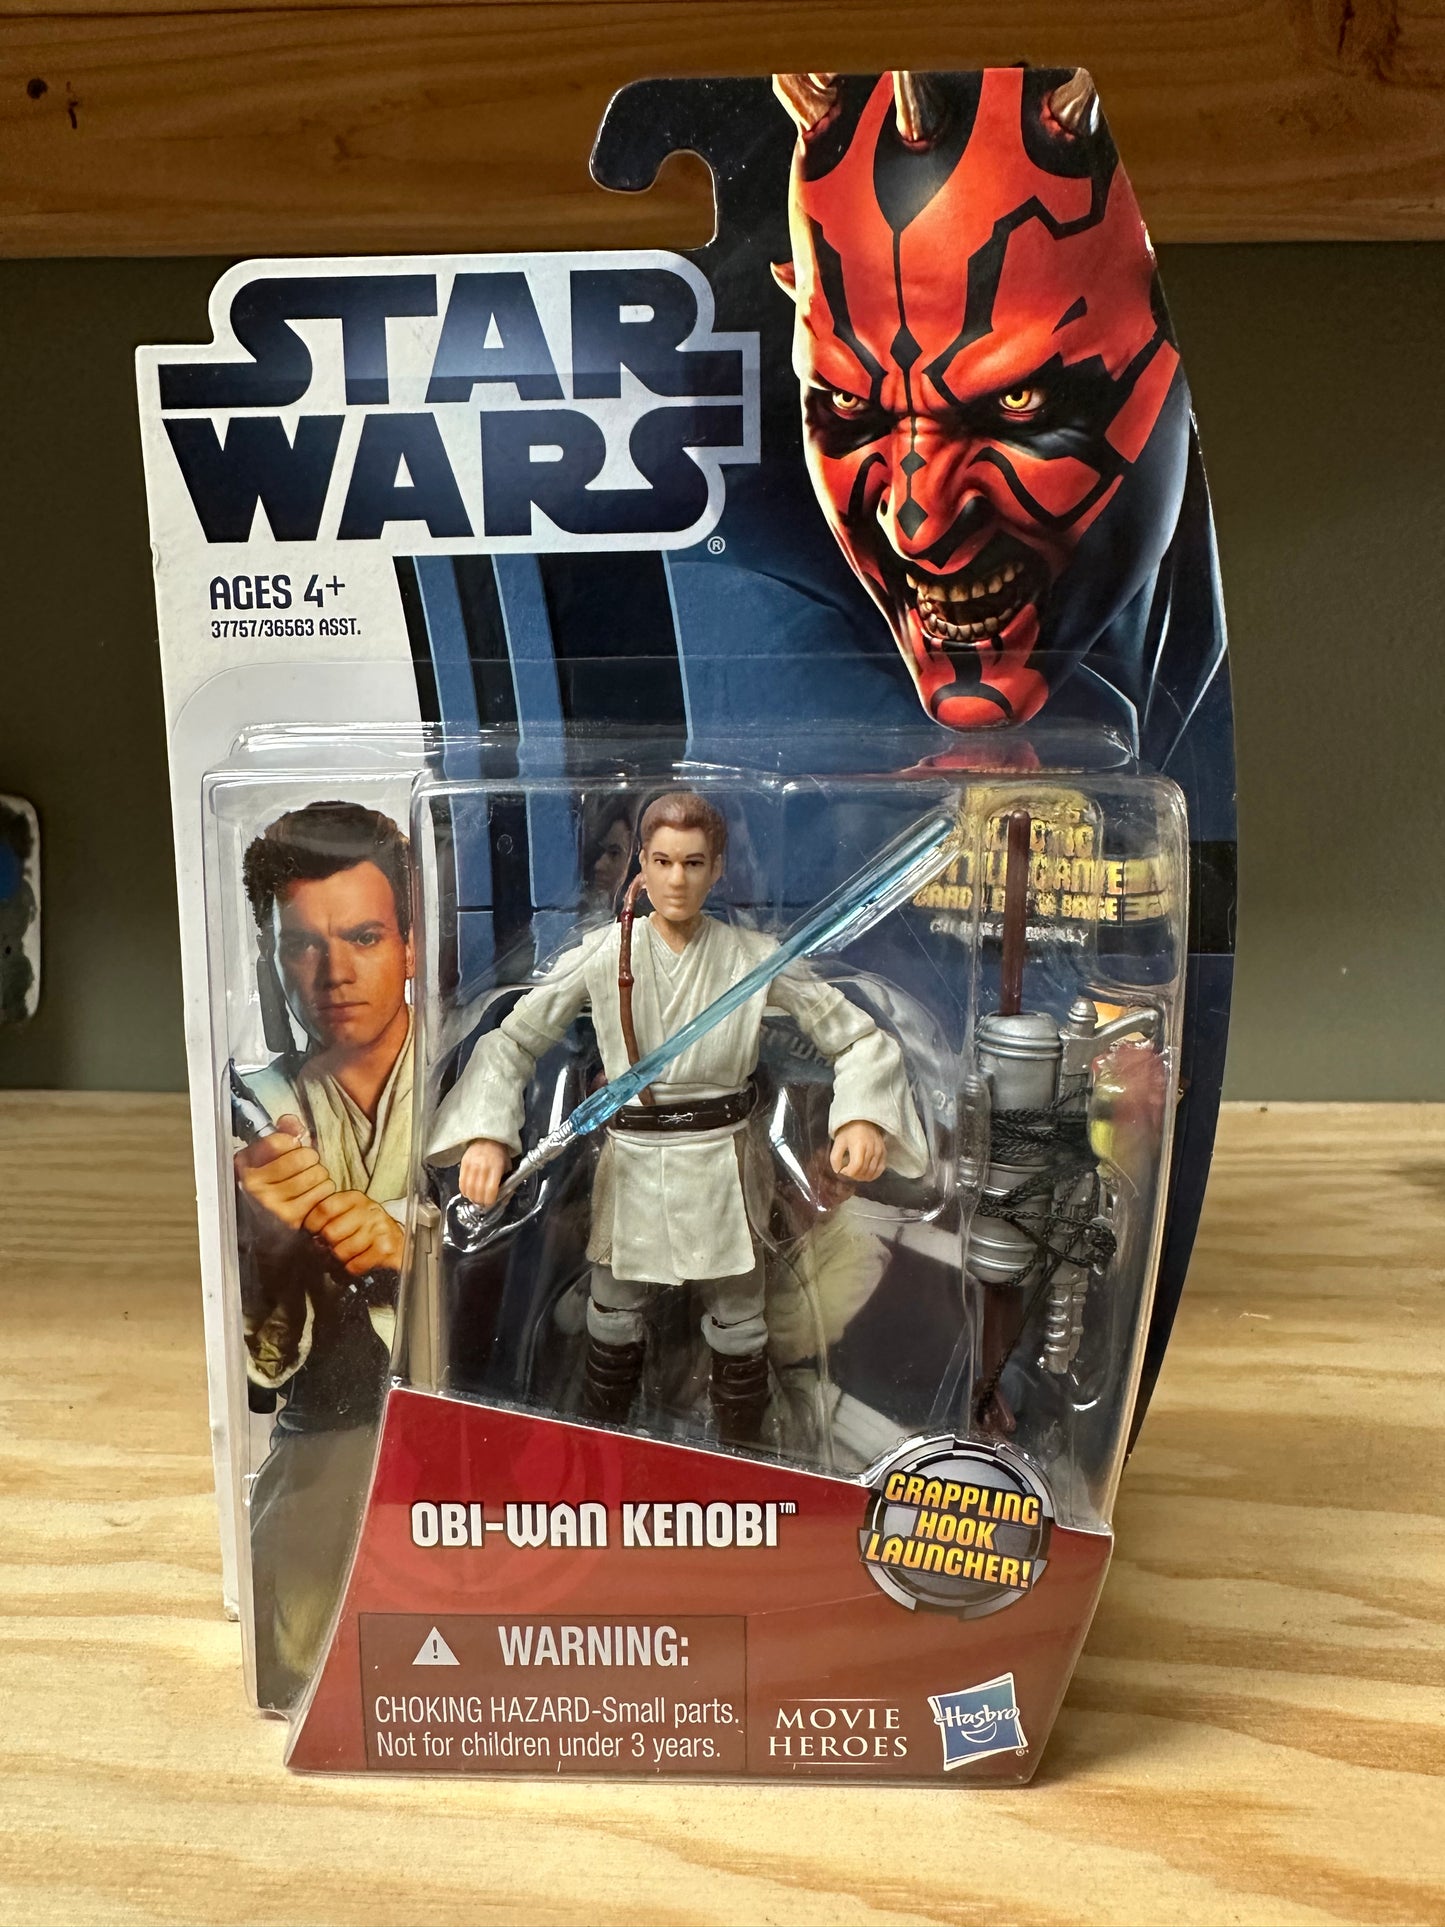 STAR
WARS
®
AGES 4+
37757/36563 ASST.
OBI-WAN KENOBI™
GRAPPLING
HOOK
LAUNCHER!
WARNING:
CHOKING HAZARD-Small parts.
Not for children under 3 years.
MOVIE
HEROES
Hasbro
®